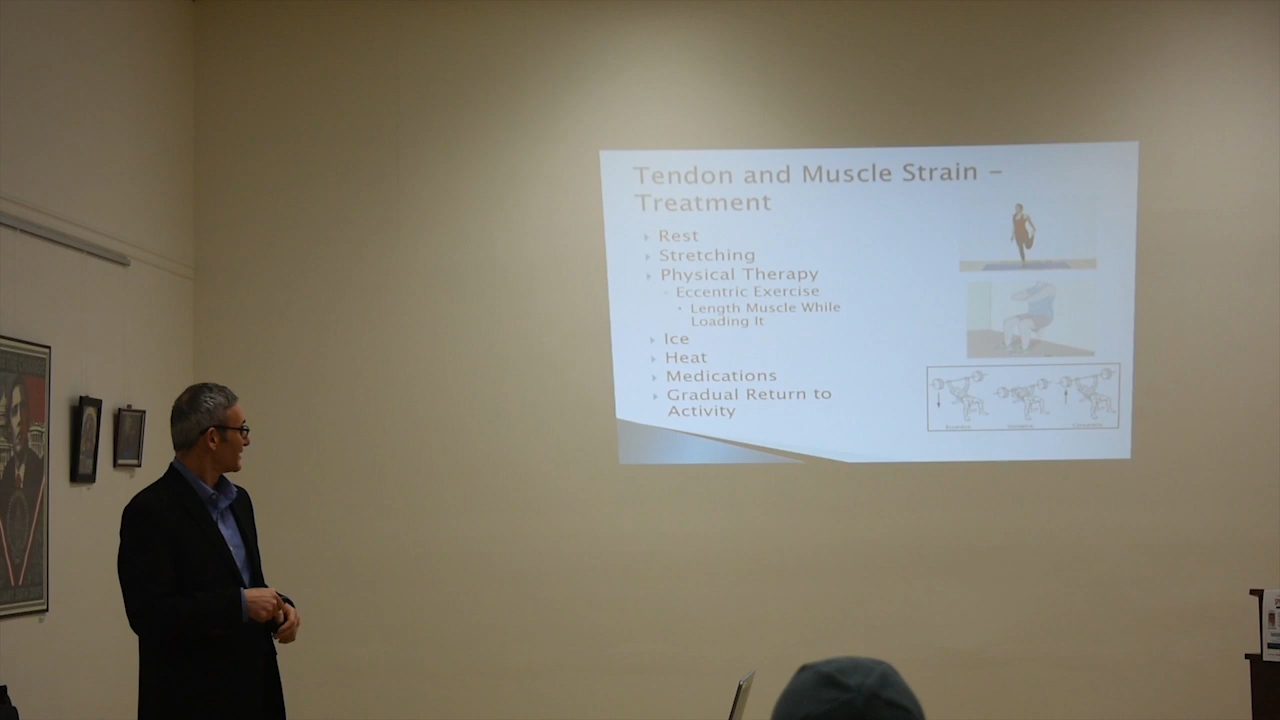 Tendon and Muscle Strain –
Treatment
Rest
Stretching
Physical Therapy
Eccentric Exercise
Length Muscle While
Loading It
Ice
Heat
Medications
Gradual Return to
Activity